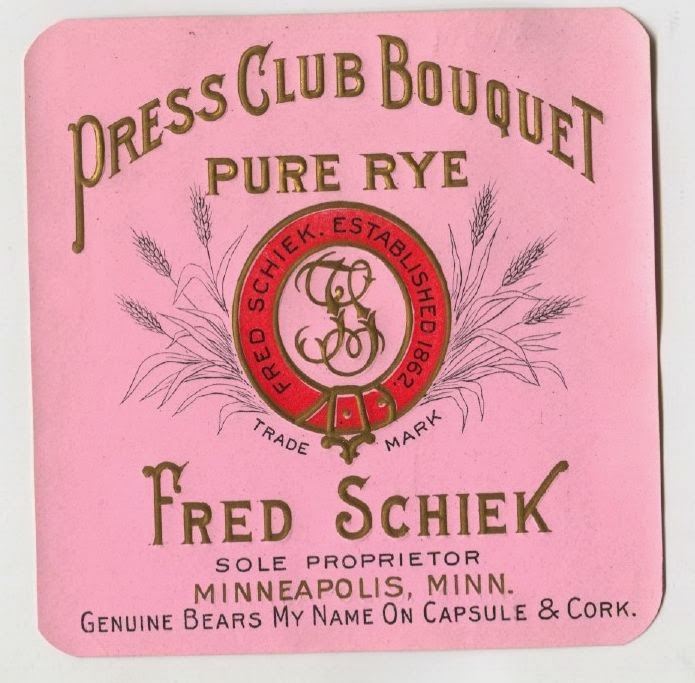 PRESS CLUB BOUQUET
PURE RYE
FRED SCHIEK. ESTABLISHED 1862.
FS
TRADE MARK
FRED SCHIEK
SOLE PROPRIETOR
MINNEAPOLIS, MINN.
GENUINE BEARS MY NAME ON CAPSULE & CORK.